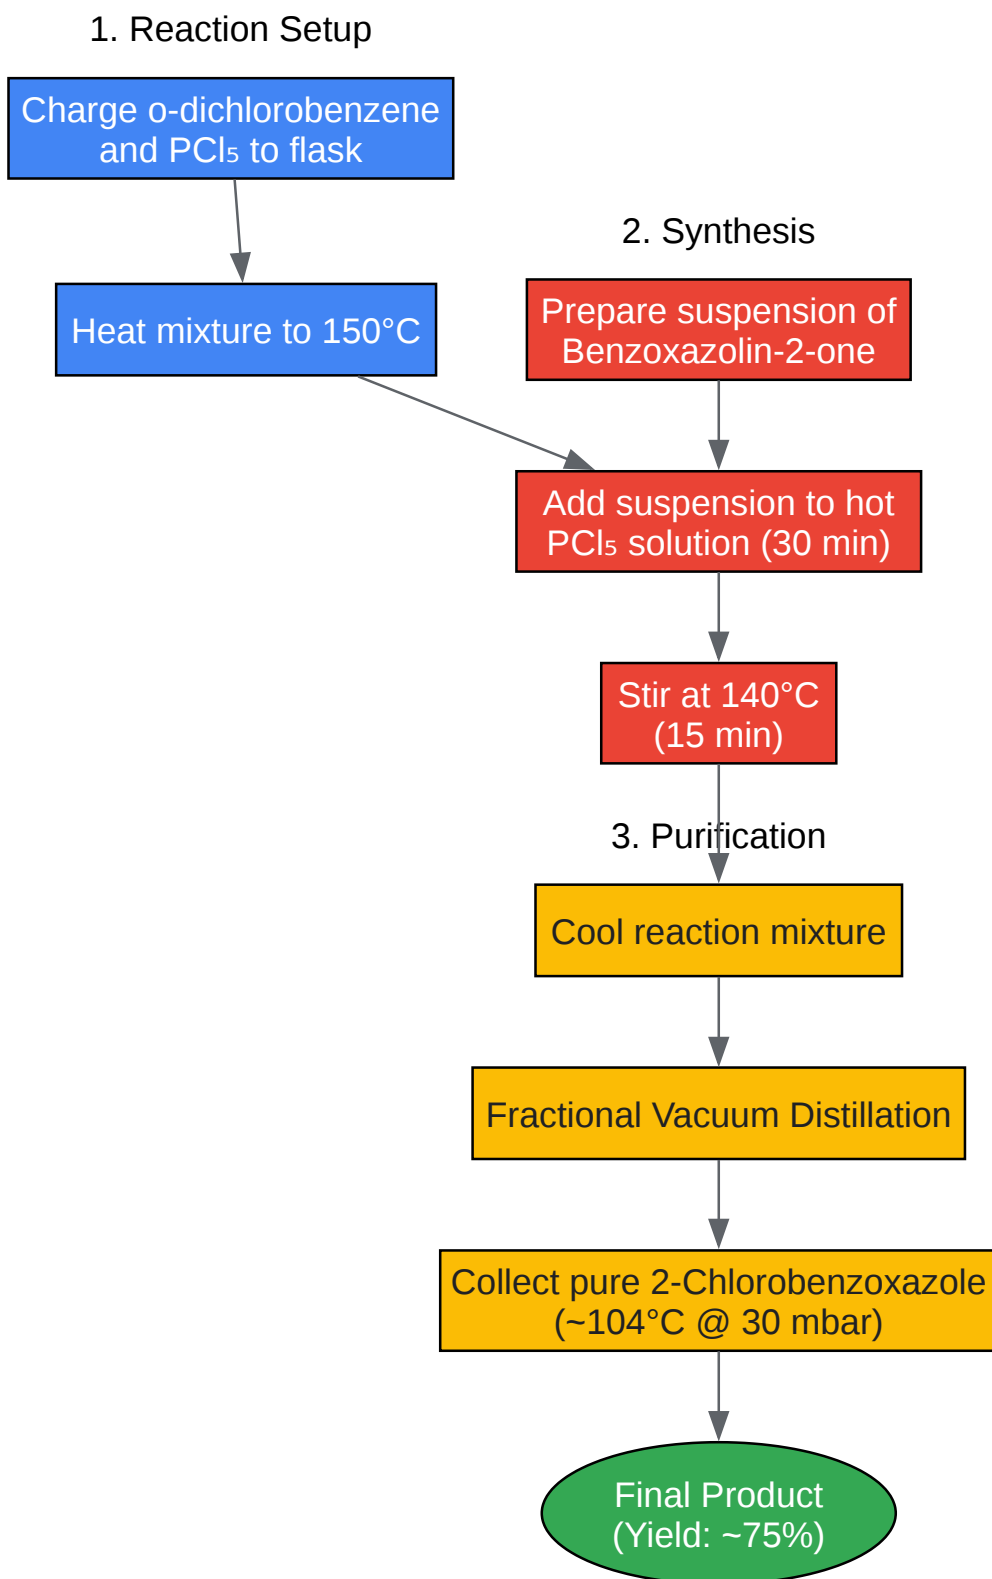 1. Reaction Setup
Charge o-dichlorobenzene
and PCl₅ to flask
Heat mixture to 150°C
2. Synthesis
Prepare suspension of
Benzoxazolin-2-one
Add suspension to hot
PCl₅ solution (30 min)
Stir at 140°C
(15 min)
3. Purification
Cool reaction mixture
Fractional Vacuum Distillation
Collect pure 2-Chlorobenzoxazole
(~104°C @ 30 mbar)
Final Product
(Yield: ~75%)